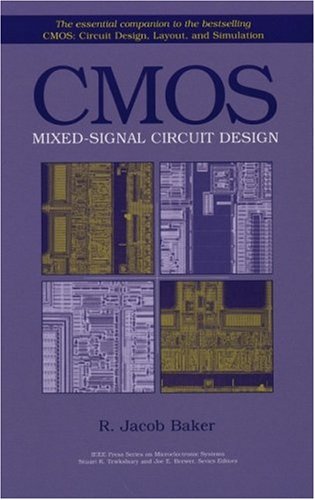 The essential companion to the bestselling
CMOS: Circuit Design, Layout, and Simulation
CMOS
MIXED-SIGNAL CIRCUIT DESIGN
R. Jacob Baker
IEEE Press Series on Microelectronic Systems
Stuart K. Tewksbury and Joe E. Brewer, Series Editors